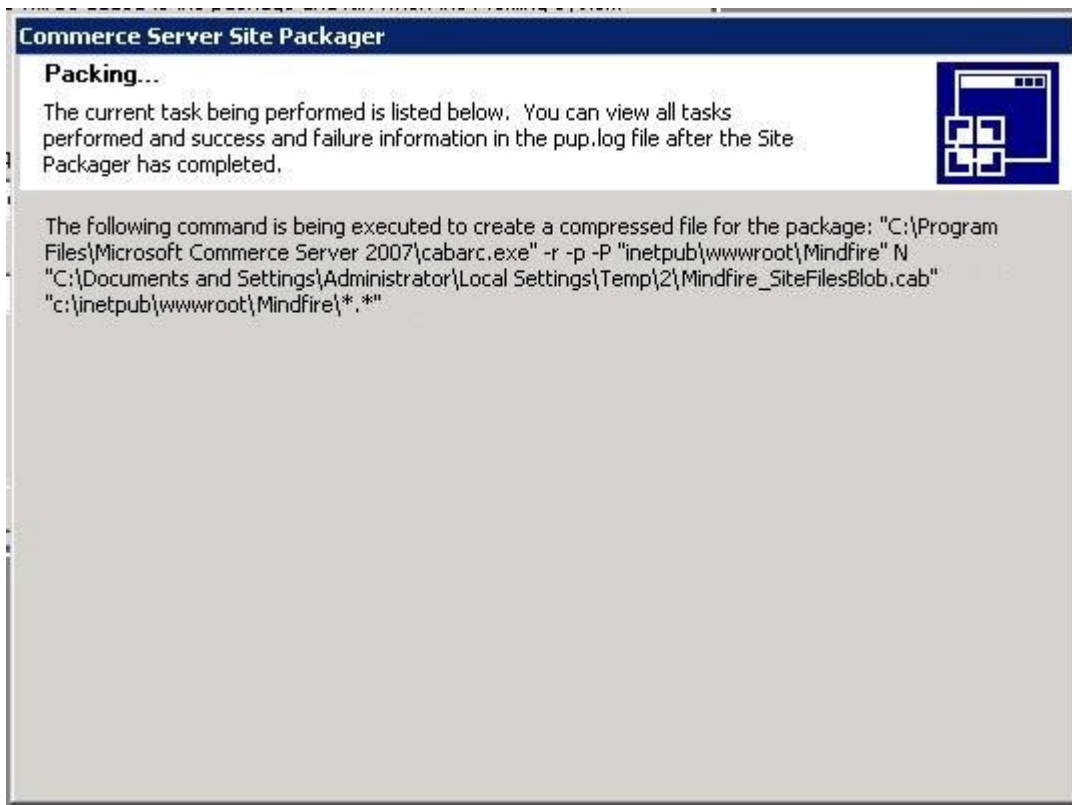 Commerce Server Site Packager
Packing...
The current task being performed is listed below. You can view all tasks
performed and success and failure information in the pup.log file after the Site
Packager has completed.
The following command is being executed to create a compressed file for the package: "C:\Program
Files\Microsoft Commerce Server 2007\cabarc.exe" -r -p -P "inetpub\wwwroot\Mindfire" N
"C:\Documents and Settings\Administrator\Local Settings\Temp\2\Mindfire_SiteFilesBlob.cab"
"c:\inetpub\wwwroot\Mindfire\*.*"